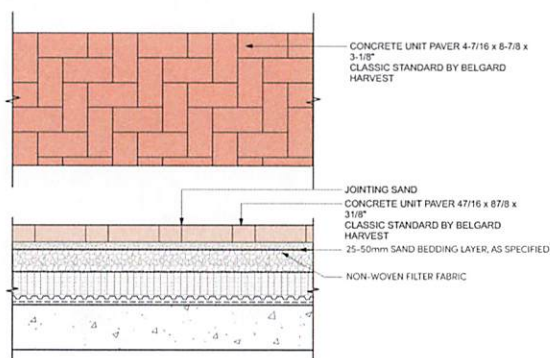 CONCRETE UNIT PAVER 4-7/16 x 8-7/8 x
3-1/8"
CLASSIC STANDARD BY BELGARD
HARVEST
JOINTING SAND
CONCRETE UNIT PAVER 47/16 x 87/8 x
31/8"
CLASSIC STANDARD BY BELGARD
HARVEST
25-50mm SAND BEDDING LAYER, AS SPECIFIED
NON-WOVEN FILTER FABRIC